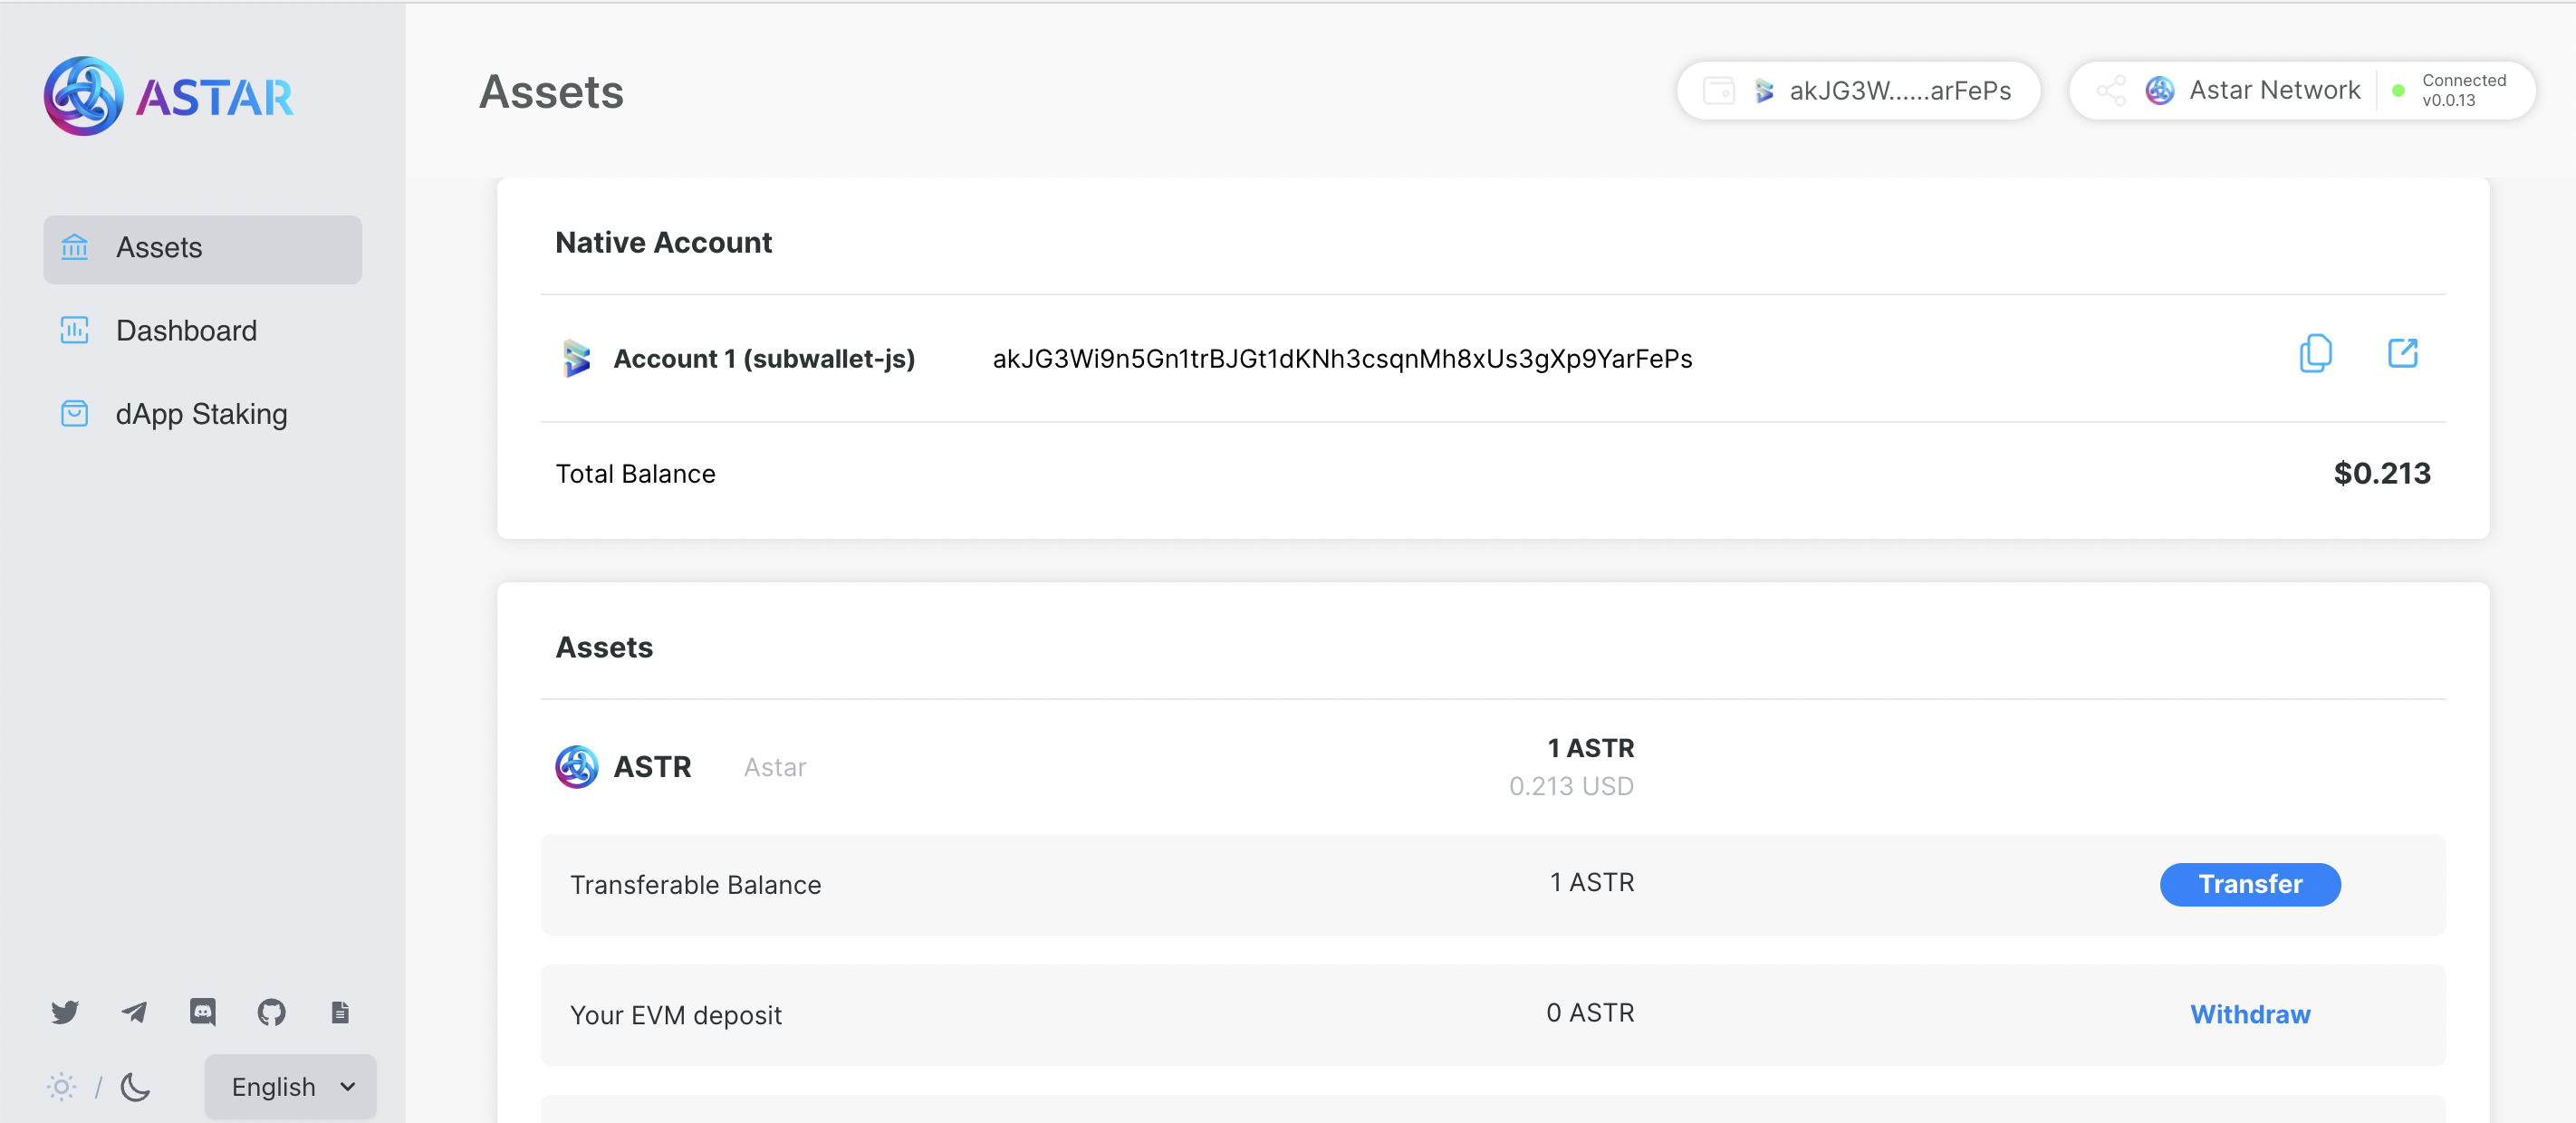 ASTAR
Assets
Dashboard
dApp Staking
English
Assets
akJG3W......arFePs
Astar Network
Connected
v0.0.13
Native Account
Account 1 (subwallet-js)
akJG3Wi9n5Gn1trBJGt1dKNh3csqnMh8xUs3gXp9YarFePs
Total Balance
$0.213
Assets
ASTR
Astar
1 ASTR
0.213 USD
Transferable Balance
1 ASTR
Transfer
Your EVM deposit
0 ASTR
Withdraw